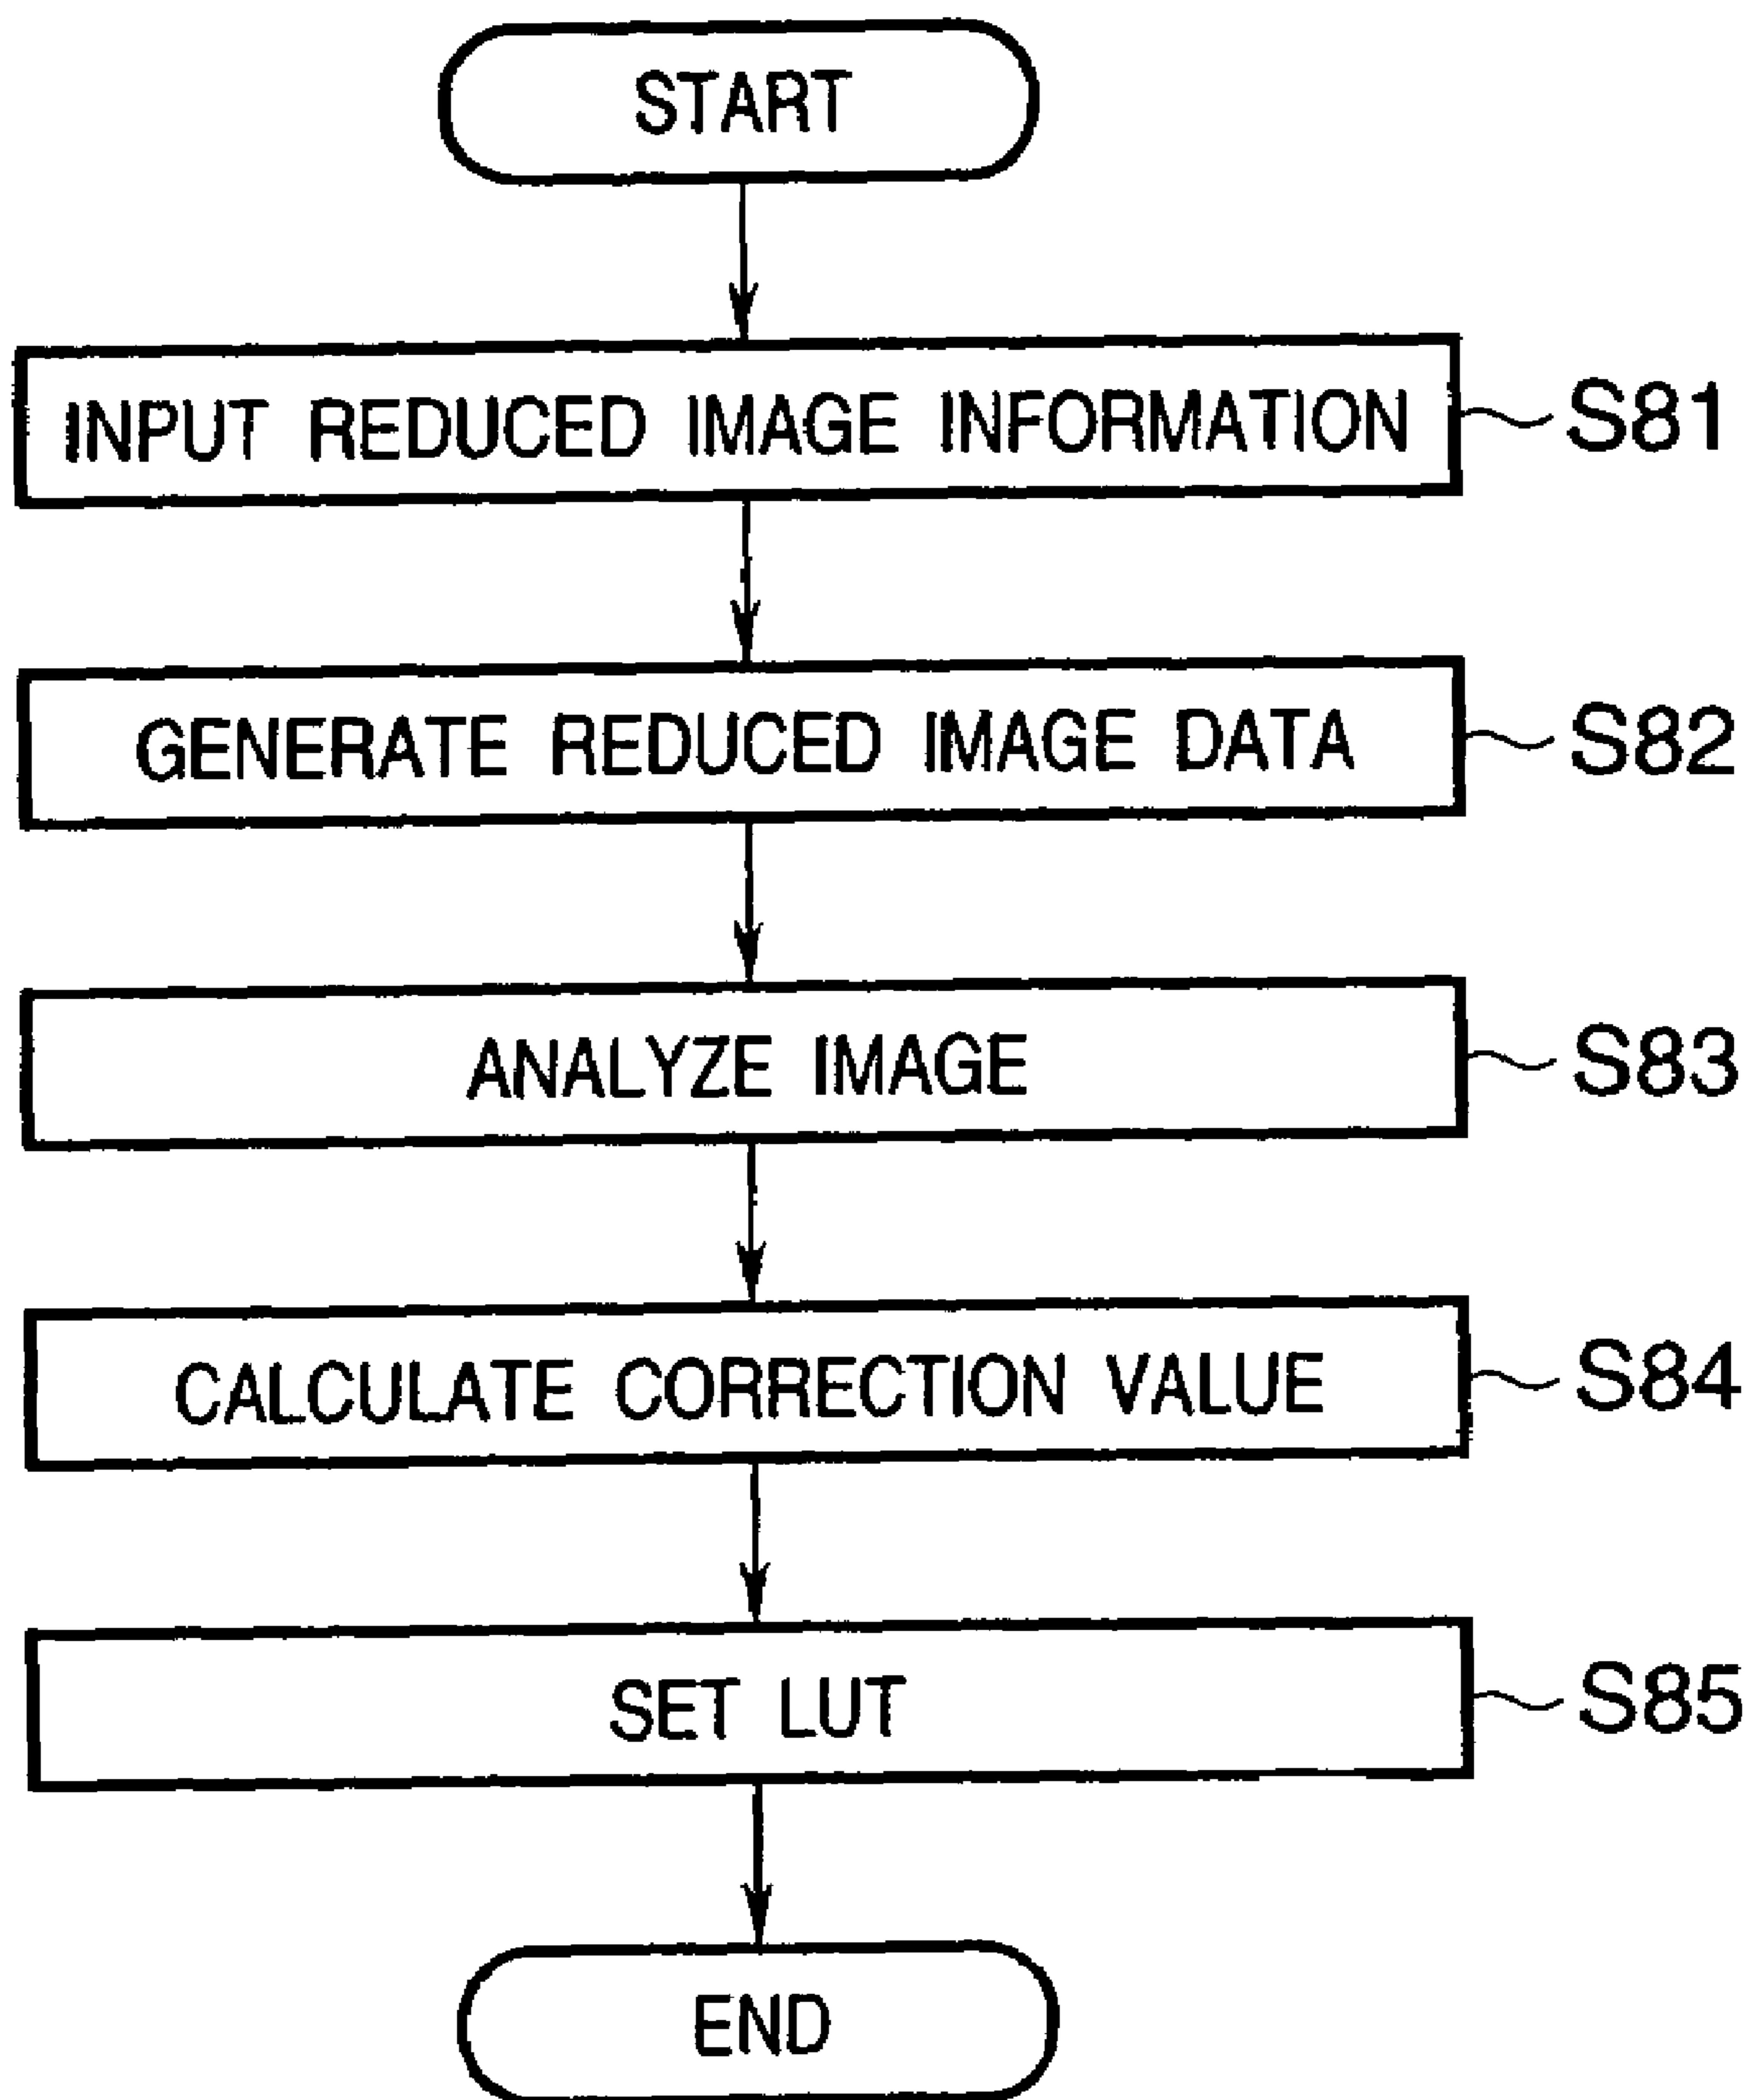 START
INPUT REDUCED IMAGE INFORMATION S81
GENERATE REDUCED IMAGE DATA S82
ANALYZE IMAGE S83
CALCULATE CORRECTION VALUE S84
SET LUT S85
END